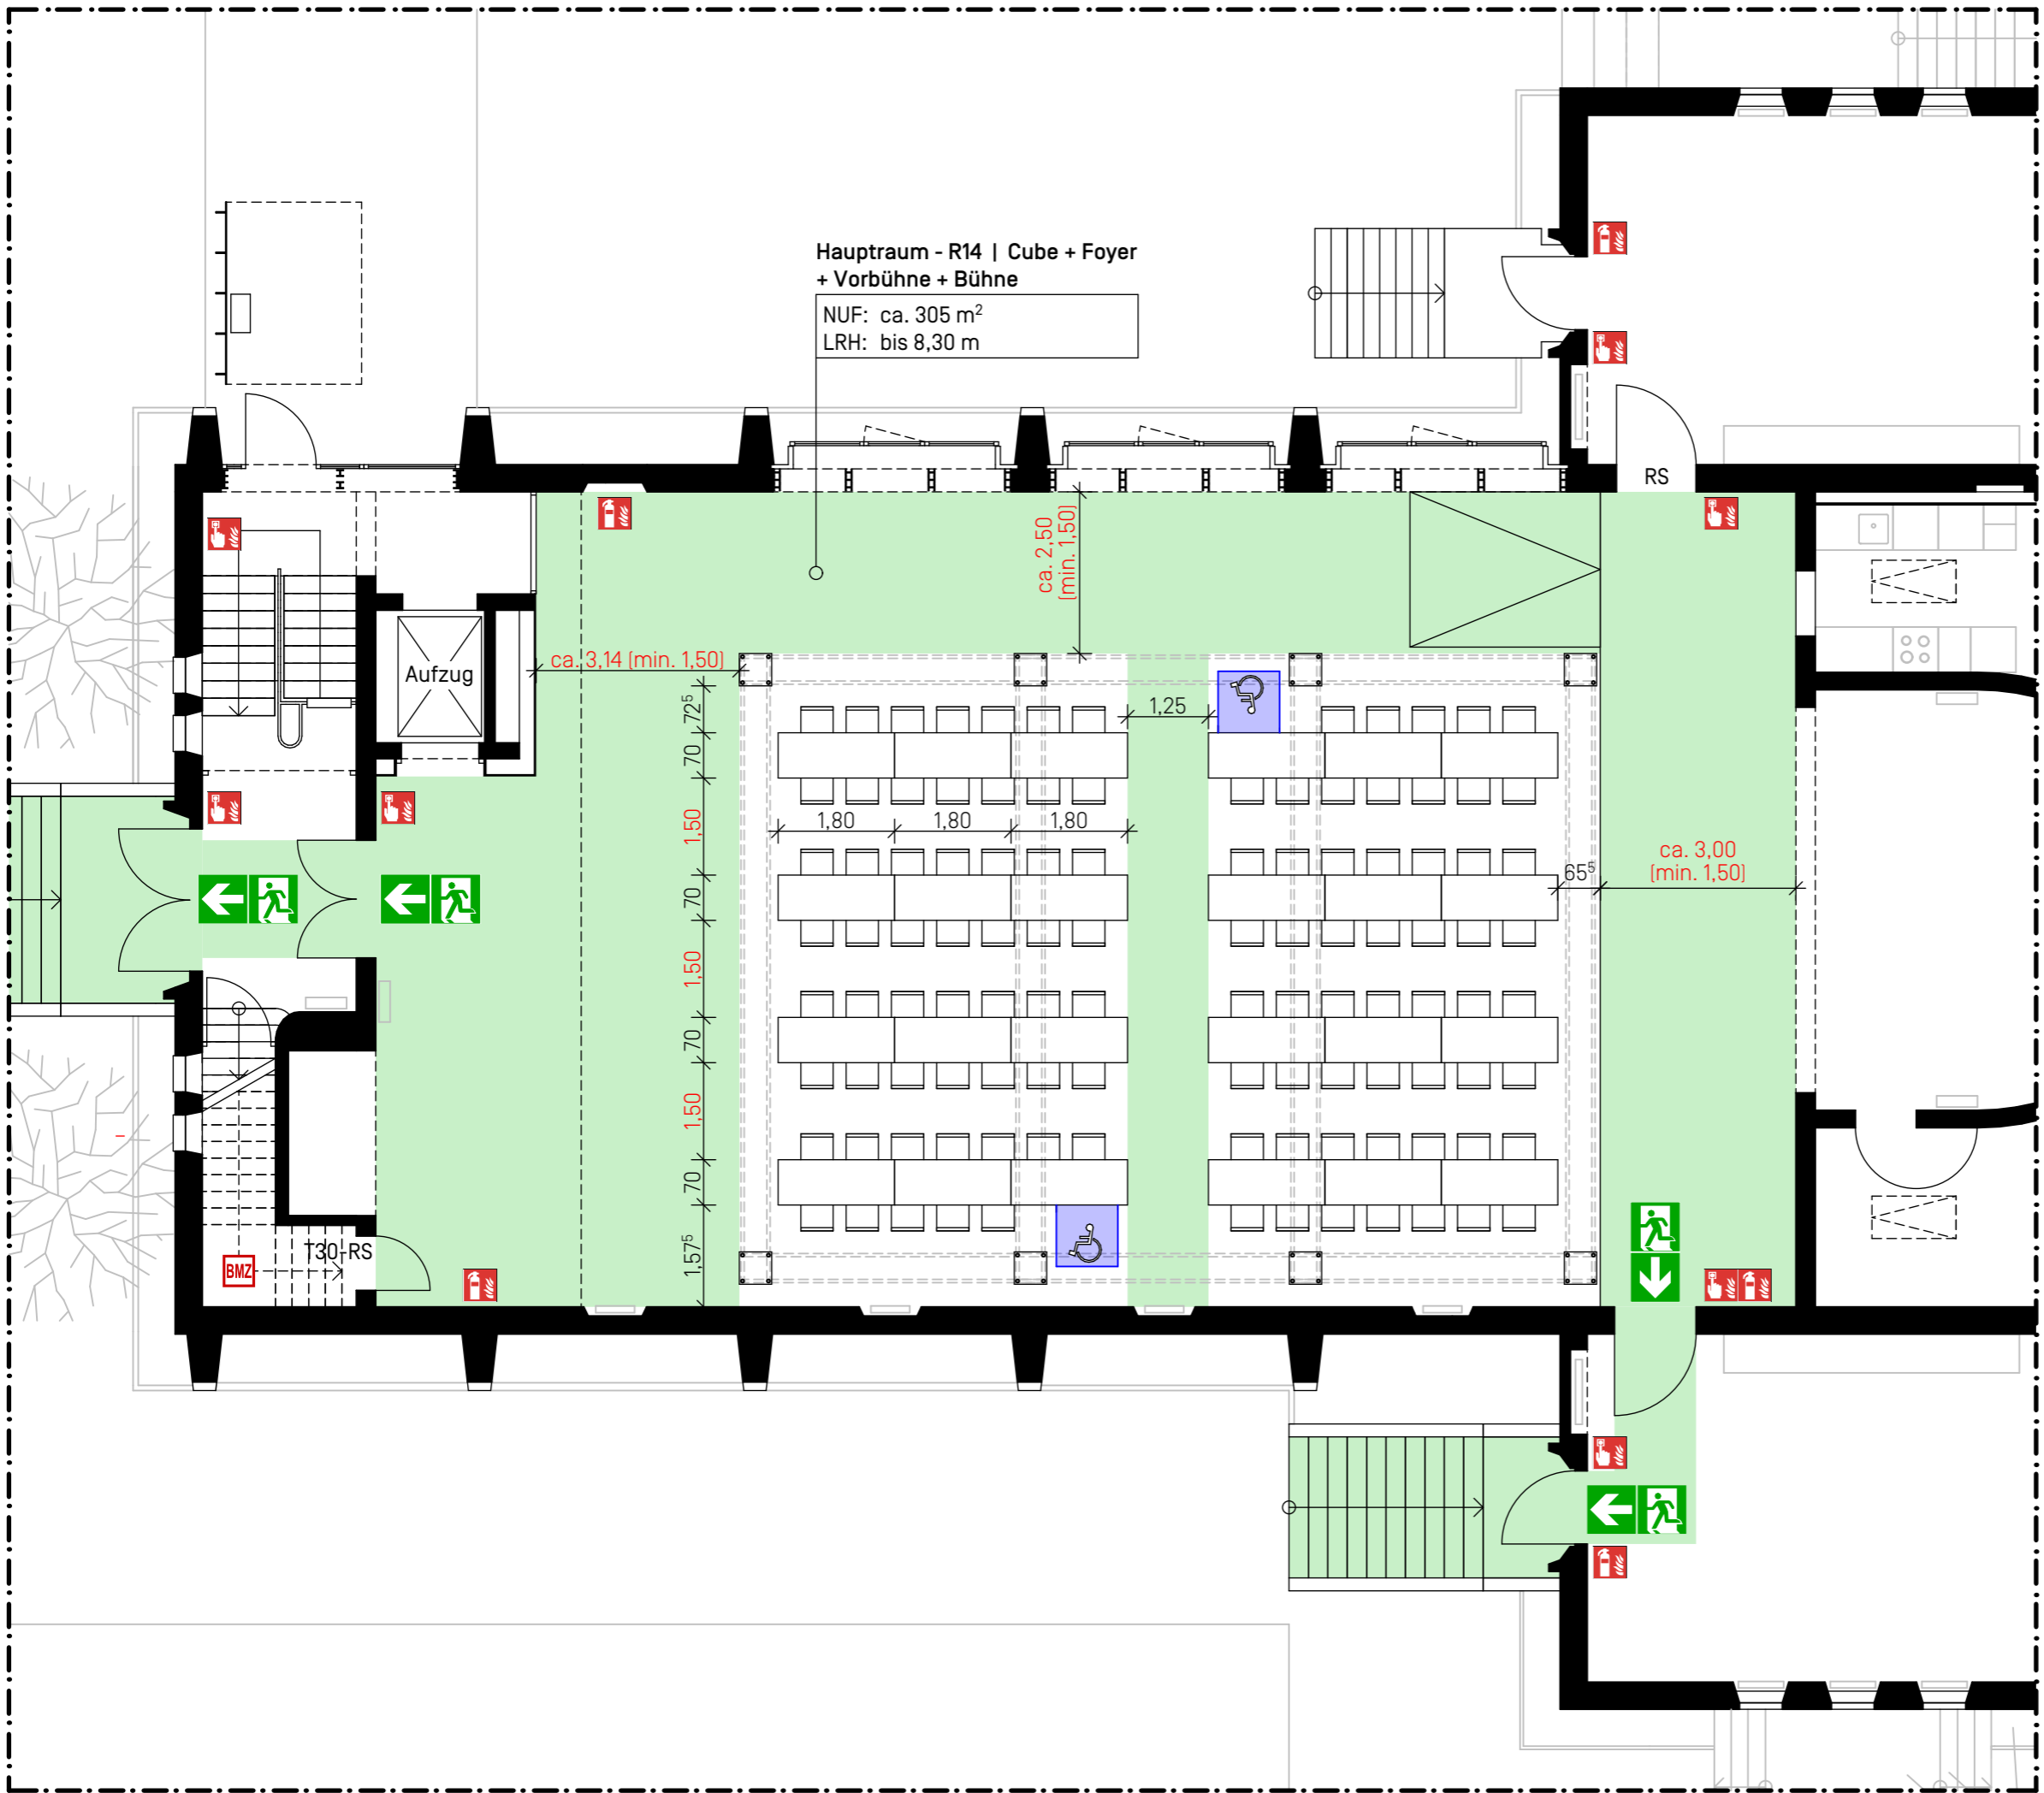 Hauptraum - R14 | Cube + Foyer
+ Vorbühne + Bühne
NUF: ca. 305 m²
LRH: bis 8,30 m
RS
ca. 2,50
(min. 1,50)
ca. 3,14 (min. 1,50)
Aufzug
72⁵
1,25
70
1,80
1,80
1,80
1,50
ca. 3,00
(min. 1,50)
65⁵
70
1,50
70
1,50
70
1,57⁵
T30-RS
BMZ